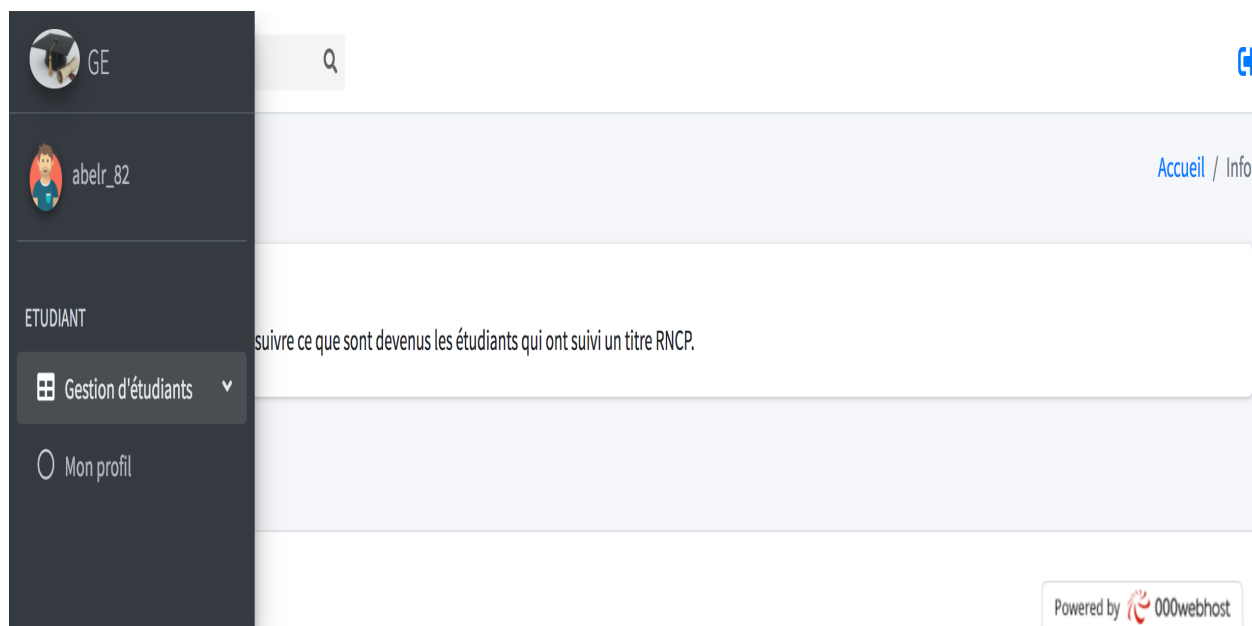 GE
abelr_82
Accueil / Info
ETUDIANT
suivre ce que sont devenus les étudiants qui ont suivi un titre RNCP.
Gestion d'étudiants
Mon profil
Powered by 000webhost